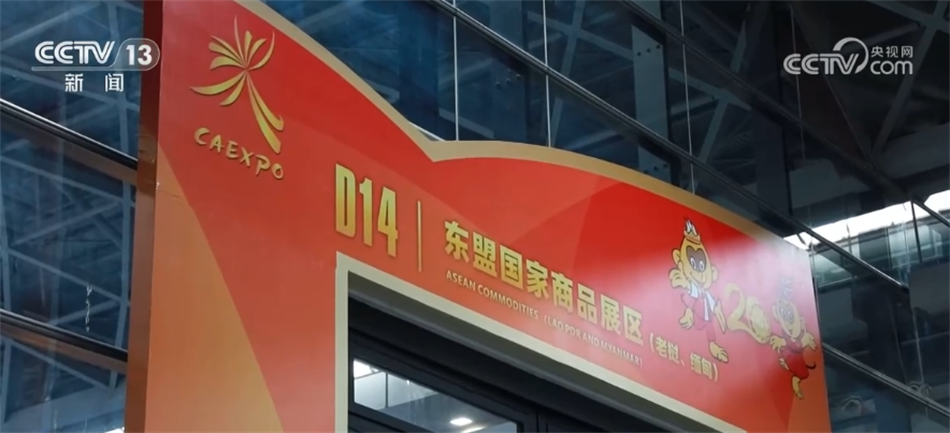 CCTV 13
新闻
央视网
CCTV.com
CAEXPO
D14
东盟国家商品展区(老挝、缅甸)
ASEAN COMMODITIES (LAO PDR AND MYANMAR)
20